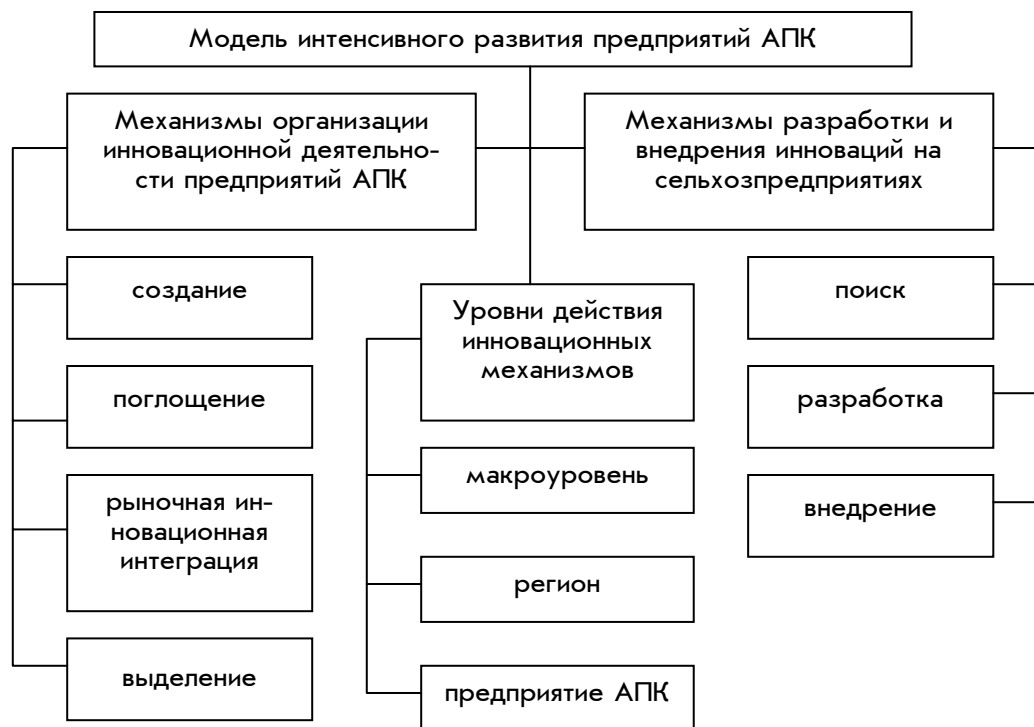 Модель интенсивного развития предприятий АПК
Механизмы организации
инновационной деятельно-
сти предприятий АПК
Механизмы разработки и
внедрения инноваций на
сельхозпредприятиях
создание
поглощение
рыночная ин-
новационная
интеграция
выделение
Уровни действия
инновационных
механизмов
макроуровень
регион
предприятие АПК
поиск
разработка
внедрение